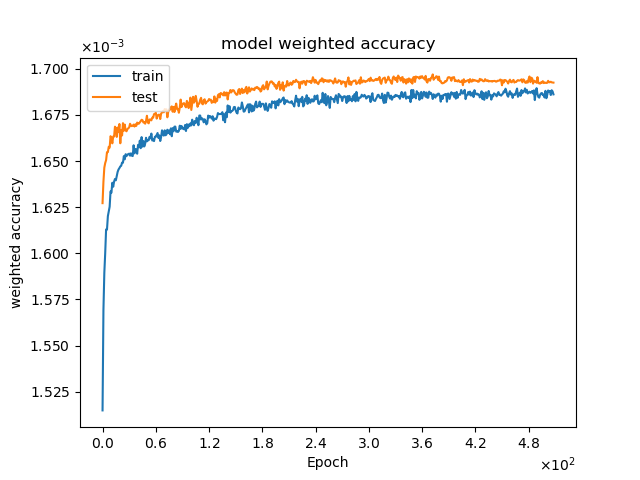 model weighted accuracy
×10⁻³
train
test
1.700
1.675
1.650
1.625
1.600
1.575
1.550
1.525
weighted accuracy
0.0 0.6 1.2 1.8 2.4 3.0 3.6 4.2 4.8
Epoch
×10²